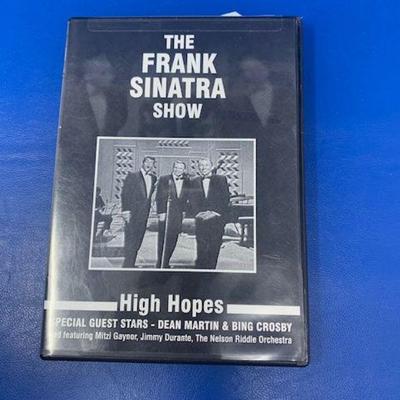 THE
FRANK
SINATRA
SHOW
High Hopes
SPECIAL GUEST STARS - DEAN MARTIN & BING CROSBY
featuring Mitzi Gaynor, Jimmy Durante, The Nelson Riddle Orchestra